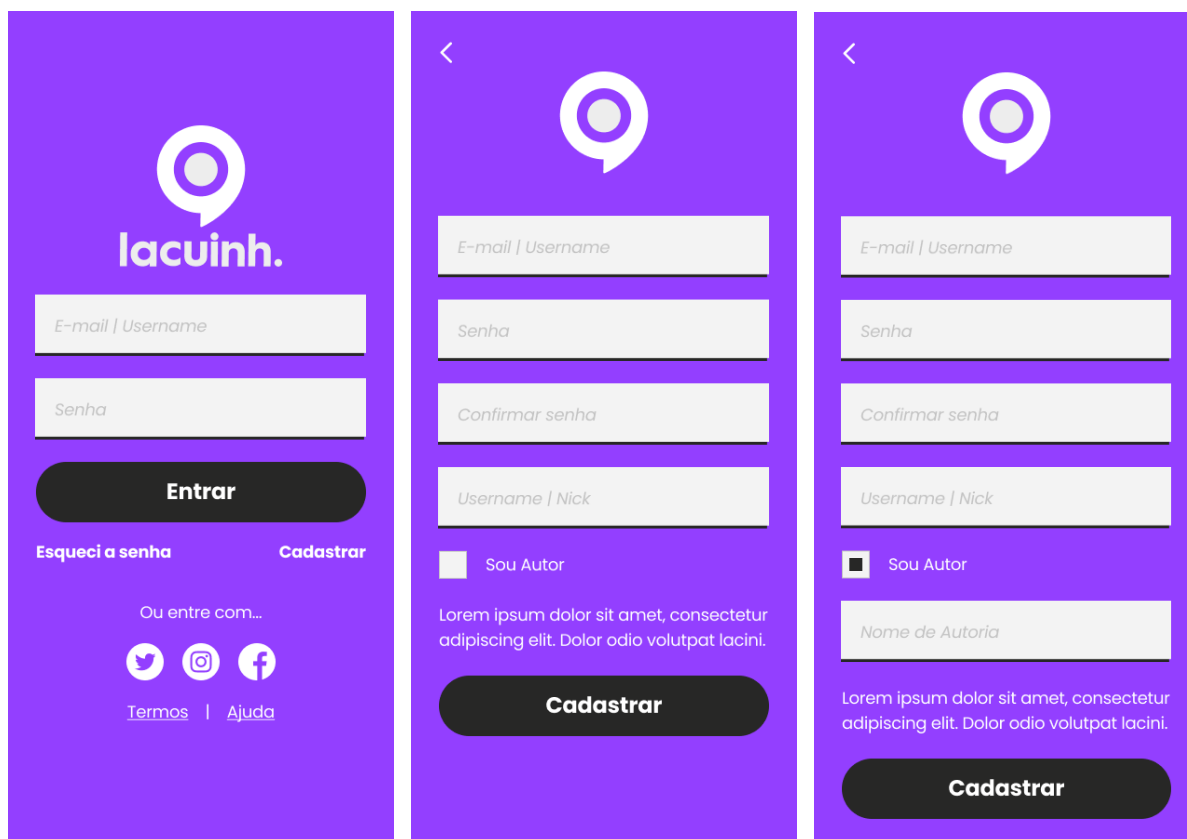 lacuinh.
E-mail | Username
Senha
Entrar
Esqueci a senha
Cadastrar
Ou entre com...
Termos | Ajuda
E-mail | Username
Senha
Confirmar senha
Username | Nick
Sou Autor
Lorem ipsum dolor sit amet, consectetur
adipiscing elit. Dolor odio volutpat lacini.
Cadastrar
E-mail | Username
Senha
Confirmar senha
Username | Nick
Sou Autor
Nome de Autoria
Lorem ipsum dolor sit amet, consectetur
adipiscing elit. Dolor odio volutpat lacini.
Cadastrar